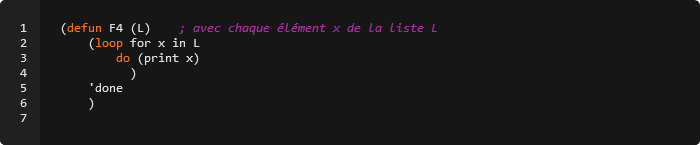 1 (defun F4 (L) ; avec chaque élément x de la liste L
2 (loop for x in L
3 do (print x)
4 )
5 'done
6 )
7